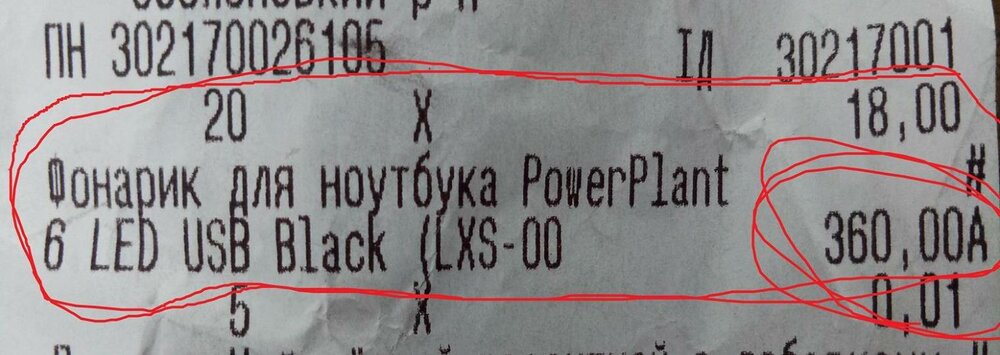 ПН 302170026105 ІД 30217001
20 X 18,00
#
Фонарик для ноутбука PowerPlant
6 LED USB Black (LXS-00 360,00А
5 X 0,01